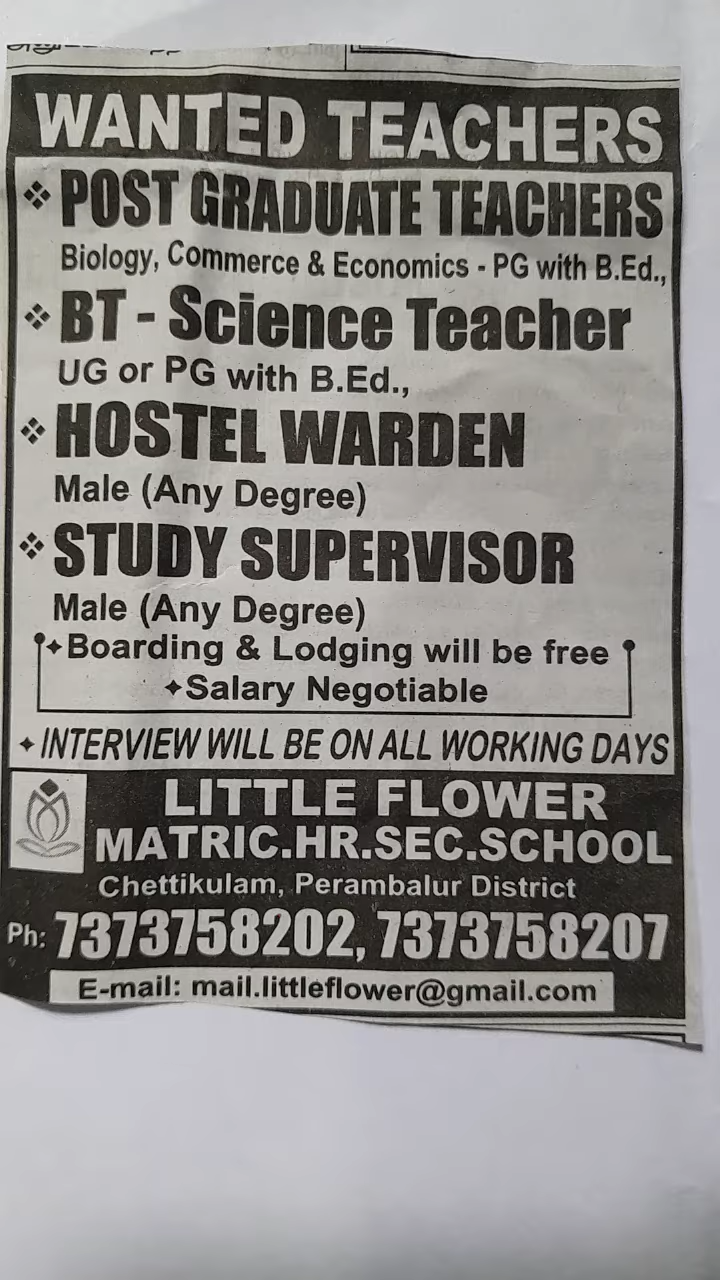 WANTED TEACHERS
❖ POST GRADUATE TEACHERS
Biology, Commerce & Economics - PG with B.Ed.,
❖ BT - Science Teacher
UG or PG with B.Ed.,
❖ HOSTEL WARDEN
Male (Any Degree)
❖ STUDY SUPERVISOR
Male (Any Degree)
✦Boarding & Lodging will be free
✦Salary Negotiable
✦ INTERVIEW WILL BE ON ALL WORKING DAYS
LITTLE FLOWER
MATRIC.HR.SEC.SCHOOL
Chettikulam, Perambalur District
Ph: 7373758202, 7373758207
E-mail: mail.littleflower@gmail.com